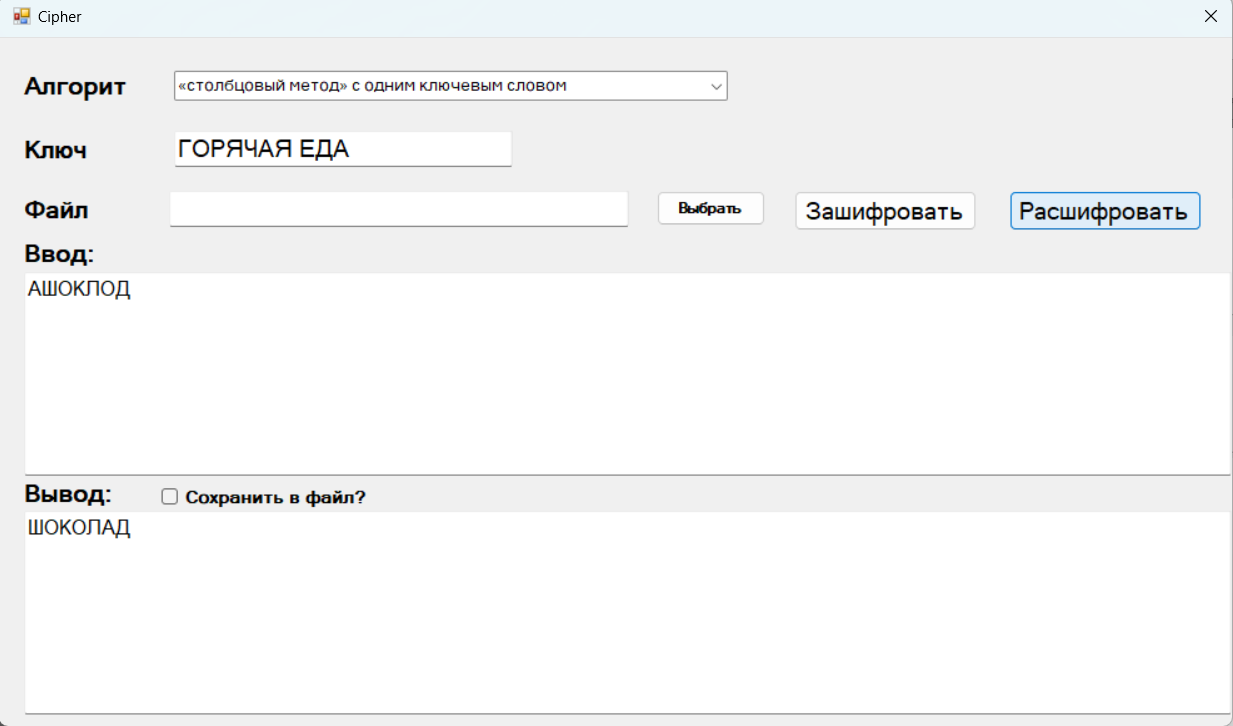 Cipher
Алгорит
«столбцовый метод» с одним ключевым словом
Ключ
ГОРЯЧАЯ ЕДА
Файл
Выбрать
Зашифровать
Расшифровать
Ввод:
АШОКЛОД
Вывод:
Сохранить в файл?
ШОКОЛАД